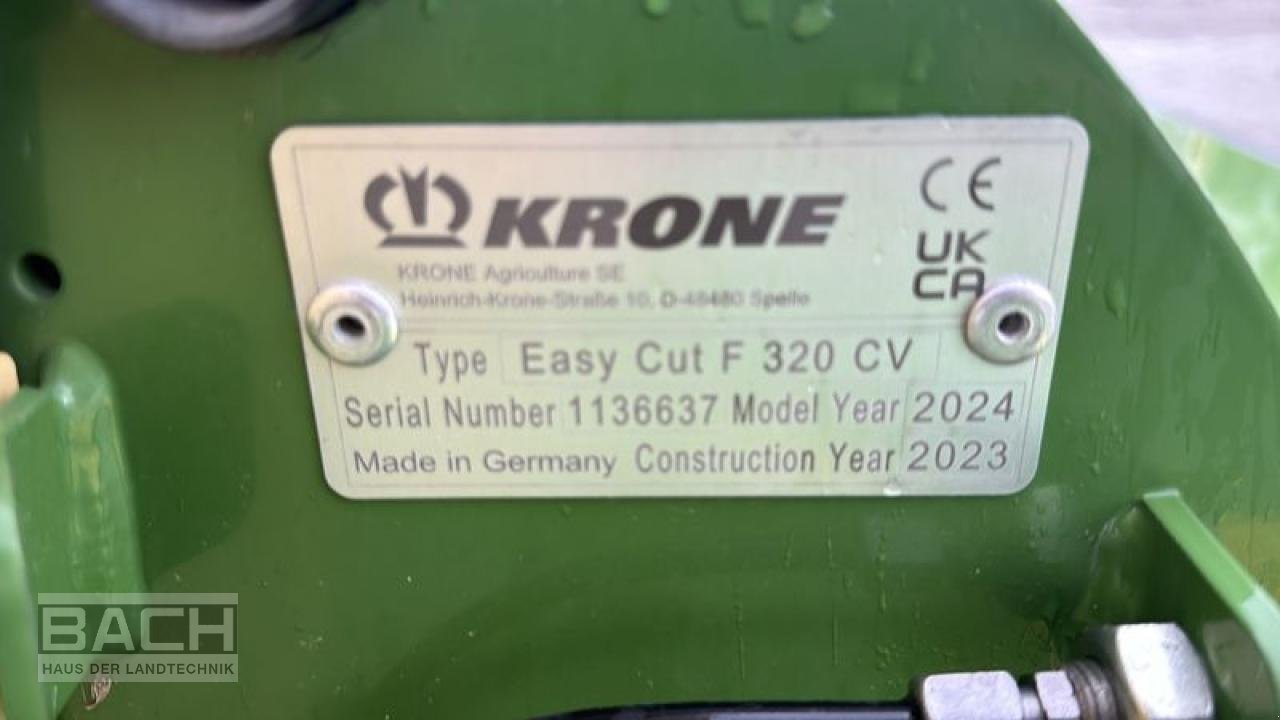 KRONE
KRONE Agriculture SE
Heinrich-Krone-Straße 10, D-48480 Spelle
CE
UK
CA
Type Easy Cut F 320 CV
Serial Number 1136637 Model Year 2024
Made in Germany Construction Year 2023
BACH
HAUS DER LANDTECHNIK